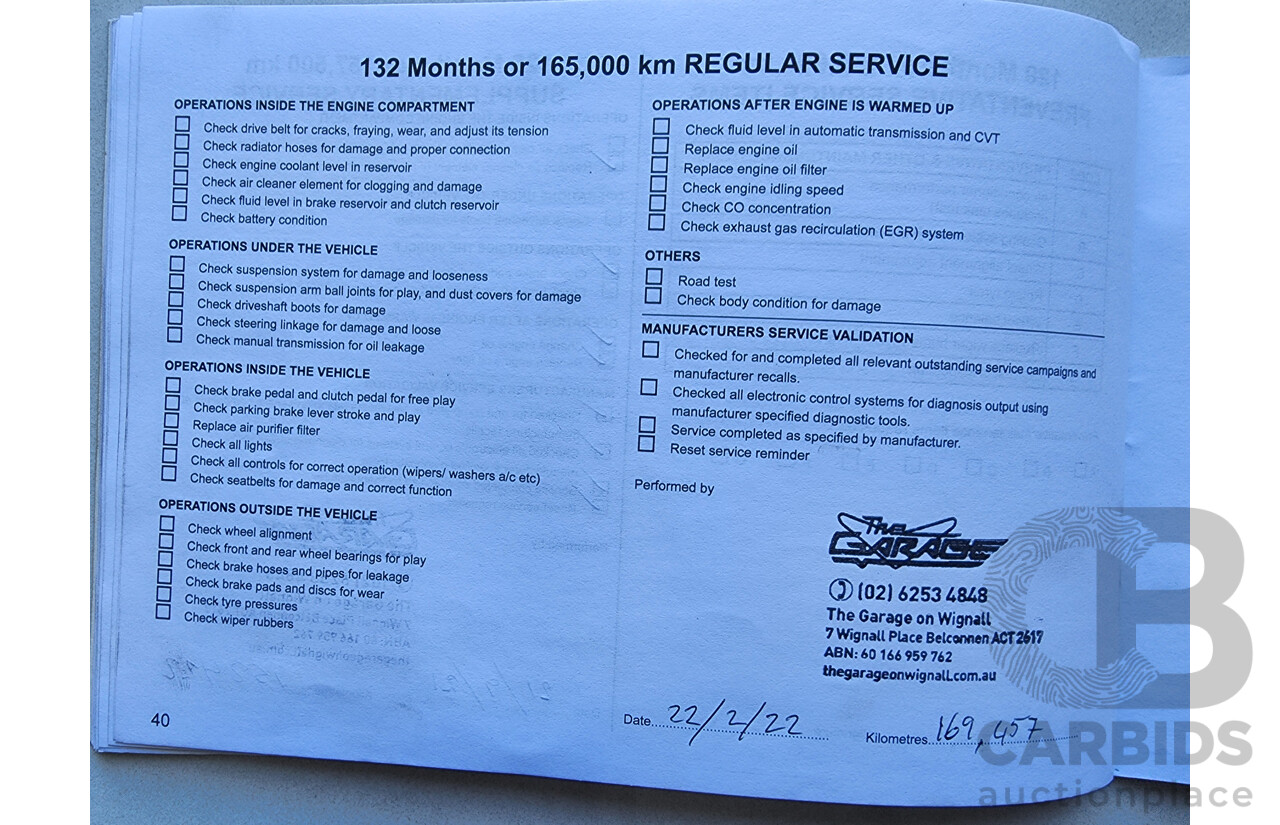 132 Months or 165,000 km REGULAR SERVICE
OPERATIONS INSIDE THE ENGINE COMPARTMENT
Check drive belt for cracks, fraying, wear, and adjust its tension
Check radiator hoses for damage and proper connection
Check engine coolant level in reservoir
Check air cleaner element for clogging and damage
Check fluid level in brake reservoir and clutch reservoir
Check battery condition
OPERATIONS UNDER THE VEHICLE
Check suspension system for damage and looseness
Check suspension arm ball joints for play, and dust covers for damage
Check driveshaft boots for damage
Check steering linkage for damage and loose
Check manual transmission for oil leakage
OPERATIONS INSIDE THE VEHICLE
Check brake pedal and clutch pedal for free play
Check parking brake lever stroke and play
Replace air purifier filter
Check all lights
Check all controls for correct operation (wipers/ washers a/c etc)
Check seatbelts for damage and correct function
OPERATIONS OUTSIDE THE VEHICLE
Check wheel alignment
Check front and rear wheel bearings for play
Check brake hoses and pipes for leakage
Check brake pads and discs for wear
Check tyre pressures
Check wiper rubbers
40
OPERATIONS AFTER ENGINE IS WARMED UP
Check fluid level in automatic transmission and CVT
Replace engine oil
Replace engine oil filter
Check engine idling speed
Check CO concentration
Check exhaust gas recirculation (EGR) system
OTHERS
Road test
Check body condition for damage
MANUFACTURERS SERVICE VALIDATION
Checked for and completed all relevant outstanding service campaigns and
manufacturer recalls.
Checked all electronic control systems for diagnosis output using
manufacturer specified diagnostic tools.
Service completed as specified by manufacturer.
Reset service reminder
Performed by
The
GARAGE
(02) 6253 4848
The Garage on Wignall
7 Wignall Place Belconnen ACT 2617
ABN: 60 166 959 762
thegarageonwignall.com.au
Date 22/2/22
Kilometres 169,457
CB
CARBIDS
auctionplace